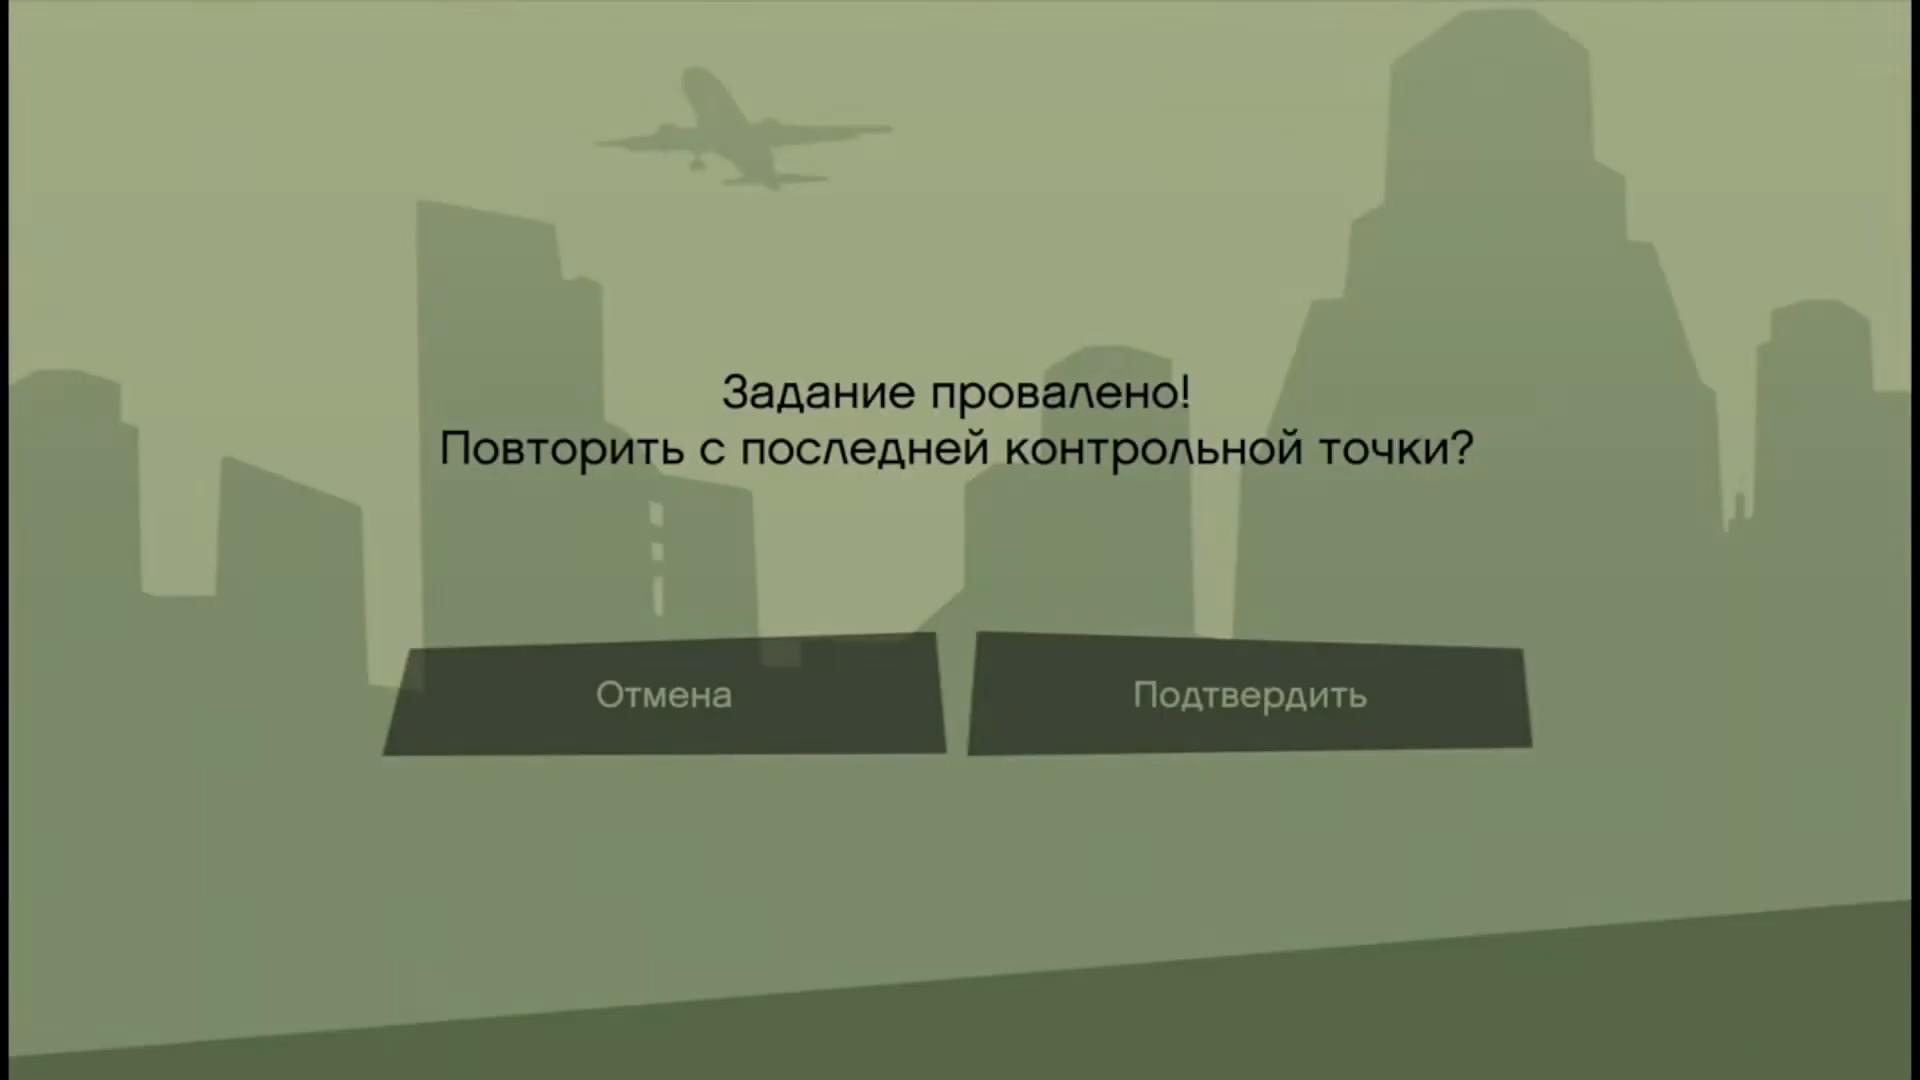 Задание провалено!
Повторить с последней контрольной точки?
Отмена
Подтвердить